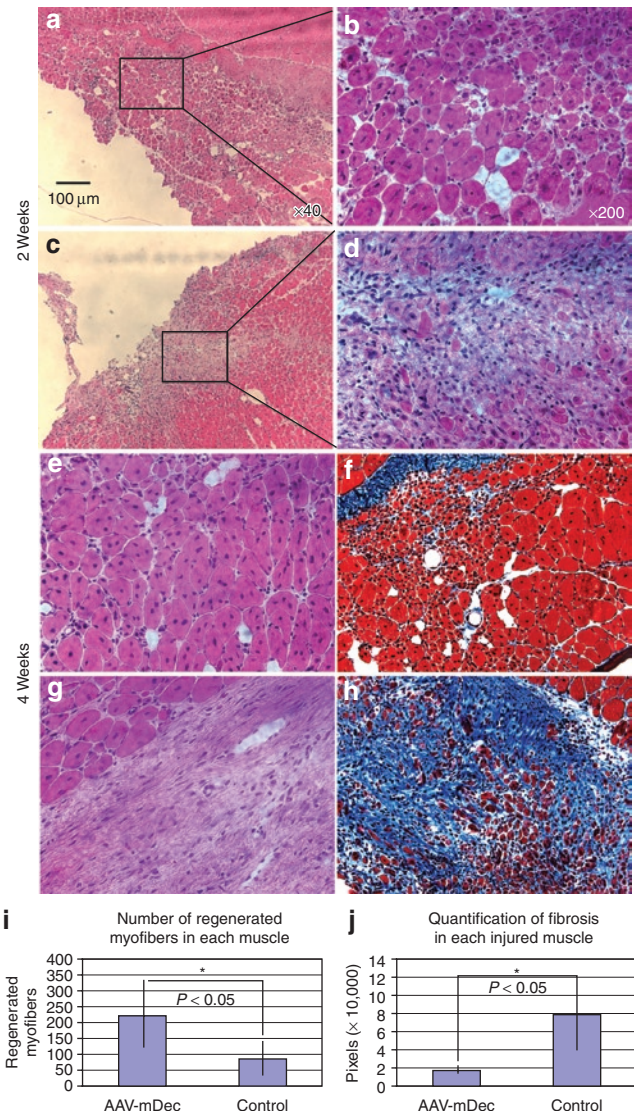 a
b
100 µm
×40
×200
2 Weeks
c
d
e
f
4 Weeks
g
h
i
Number of regenerated
myofibers in each muscle
Regenerated
myofibers
400
350
300
250
200
150
100
50
0
*
P < 0.05
AAV-mDec
Control
j
Quantification of fibrosis
in each injured muscle
Pixels (× 10,000)
14
12
10
8
6
4
2
0
*
P < 0.05
AAV-mDec
Control